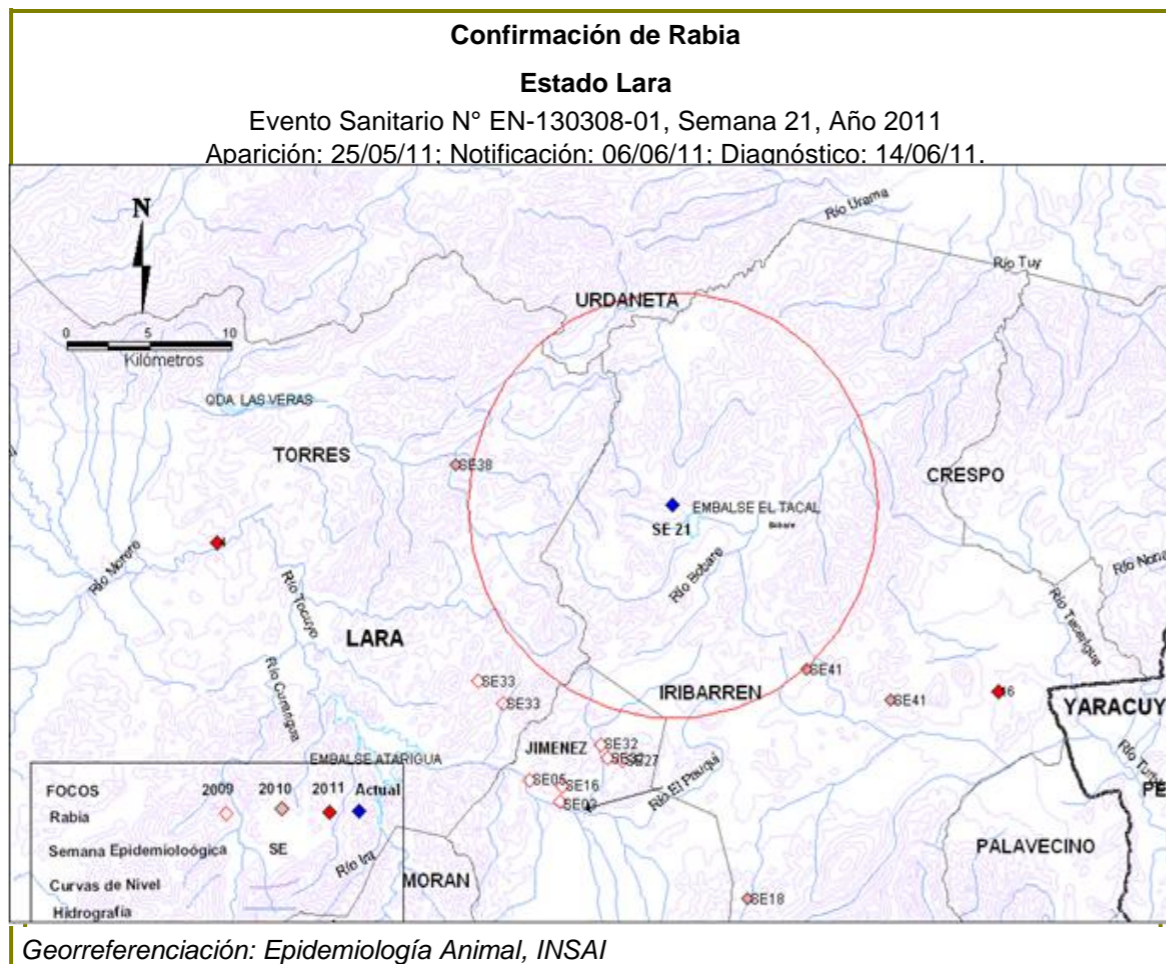 Confirmación de Rabia
Estado Lara
Evento Sanitario N° EN-130308-01, Semana 21, Año 2011
Aparición: 25/05/11; Notificación: 06/06/11; Diagnóstico: 14/06/11.
N
0 5 10
Kilómetros
Río Urama
Río Tuy
URDANETA
QDA. LAS VERAS
TORRES
SE38
CRESPO
EMBALSE EL TACAL
Bobare
SE 21
Río Bobare
Río Morere
Río Tocuyo
Río Tacarigua
LARA
Río Curarigua
SE33
SE33
SE41
IRIBARREN
SE41
16
YARACUY
JIMENEZ
SE32
SE27
EMBALSE ATARIGUA
SE05
SE16
SE03
PALAVECINO
MORAN
SE18
Río Ira
FOCOS 2009 2010 2011 Actual
Rabia
Semana Epidemioloógica SE
Curvas de Nivel
Hidrografía
Georreferenciación: Epidemiología Animal, INSAI